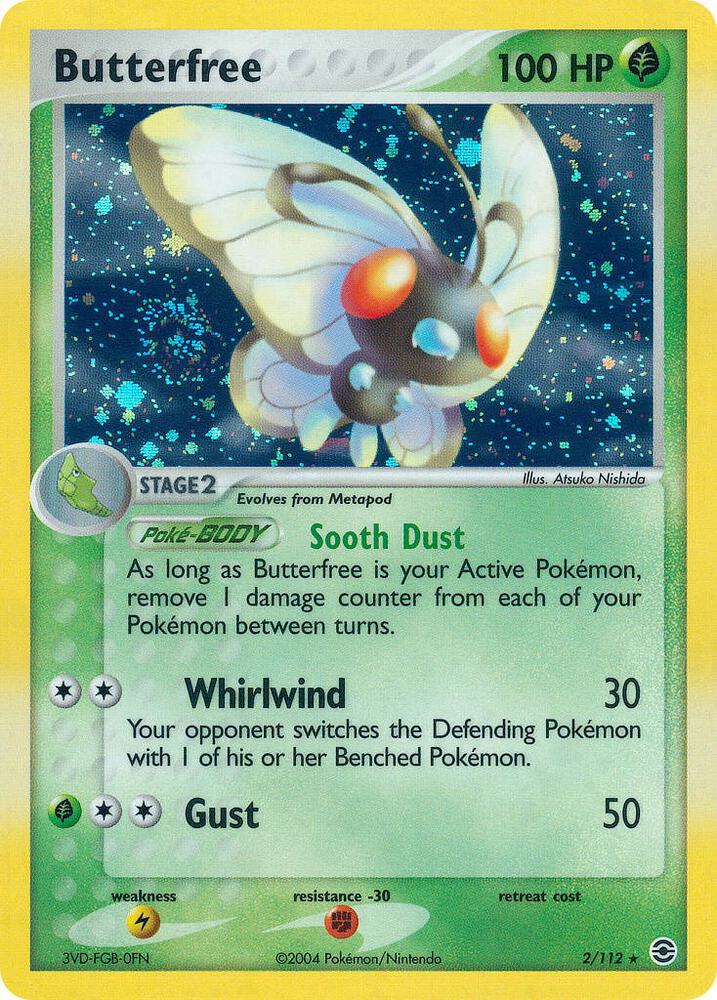 Butterfree 100 HP
Illus. Atsuko Nishida
STAGE2
Evolves from Metapod
Poké-BODY Sooth Dust
As long as Butterfree is your Active Pokémon,
remove 1 damage counter from each of your
Pokémon between turns.
Whirlwind 30
Your opponent switches the Defending Pokémon
with 1 of his or her Benched Pokémon.
Gust 50
weakness resistance -30 retreat cost
3VD-FGB-0FN ©2004 Pokémon/Nintendo 2/112 ★